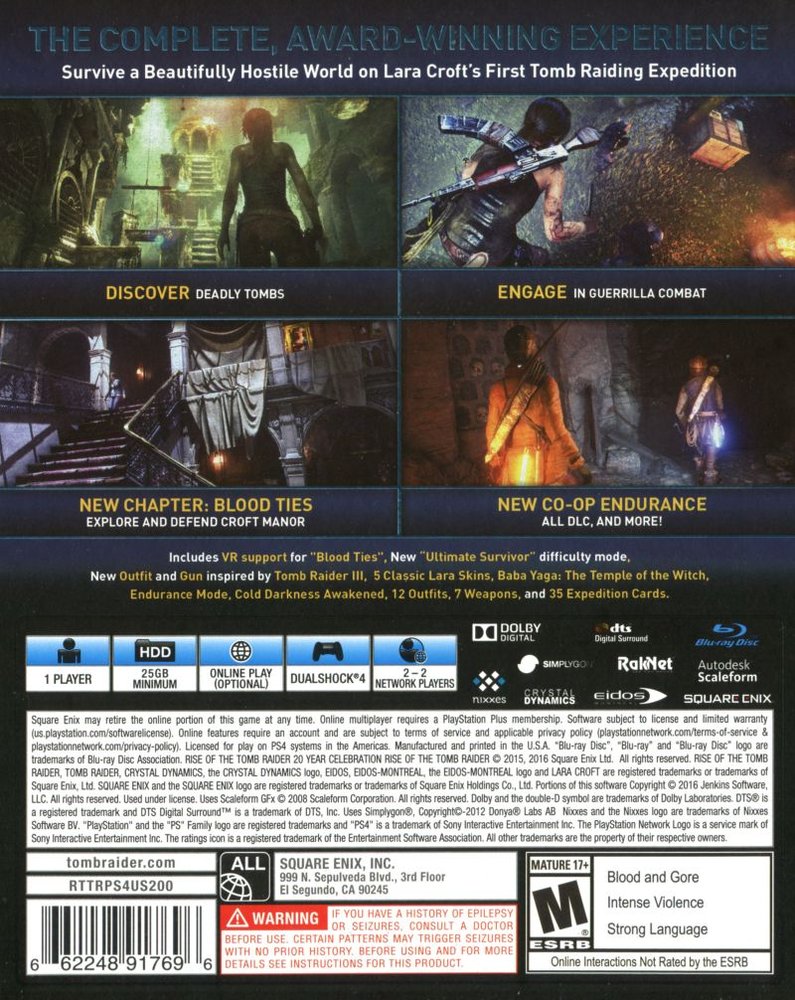 THE COMPLETE, AWARD-WINNING EXPERIENCE
Survive a Beautifully Hostile World on Lara Croft's First Tomb Raiding Expedition
DISCOVER DEADLY TOMBS
ENGAGE IN GUERRILLA COMBAT
NEW CHAPTER: BLOOD TIES
EXPLORE AND DEFEND CROFT MANOR
NEW CO-OP ENDURANCE
ALL DLC, AND MORE!
Includes VR support for "Blood Ties", New "Ultimate Survivor" difficulty mode,
New Outfit and Gun inspired by Tomb Raider III, 5 Classic Lara Skins, Baba Yaga: The Temple of the Witch,
Endurance Mode, Cold Darkness Awakened, 12 Outfits, 7 Weapons, and 35 Expedition Cards.
1 PLAYER
HDD
25GB
MINIMUM
ONLINE PLAY
(OPTIONAL)
DUALSHOCK®4
2 – 2
NETWORK PLAYERS
DOLBY
DIGITAL
dts
Digital Surround
Blu-ray Disc
nixxes
SIMPLYGON
RakNet
Autodesk
Scaleform
CRYSTAL
DYNAMICS
eidos
SQUARE ENIX
Square Enix may retire the online portion of this game at any time. Online multiplayer requires a PlayStation Plus membership. Software subject to license and limited warranty
(us.playstation.com/softwarelicense). Online features require an account and are subject to terms of service and applicable privacy policy (playstationnetwork.com/terms-of-service &
playstationnetwork.com/privacy-policy). Licensed for play on PS4 systems in the Americas. Manufactured and printed in the U.S.A. "Blu-ray Disc", "Blu-ray" and "Blu-ray Disc" logo are
trademarks of Blu-ray Disc Association. RISE OF THE TOMB RAIDER 20 YEAR CELEBRATION RISE OF THE TOMB RAIDER © 2015, 2016 Square Enix Ltd. All rights reserved. RISE OF THE TOMB
RAIDER, TOMB RAIDER, CRYSTAL DYNAMICS, the CRYSTAL DYNAMICS logo, EIDOS, EIDOS-MONTREAL, the EIDOS-MONTREAL logo and LARA CROFT are registered trademarks or trademarks of
Square Enix, Ltd. SQUARE ENIX and the SQUARE ENIX logo are registered trademarks or trademarks of Square Enix Holdings Co., Ltd. Portions of this software Copyright © 2016 Jenkins Software,
LLC. All rights reserved. Used under license. Uses Scaleform GFx © 2008 Scaleform Corporation. All rights reserved. Dolby and the double-D symbol are trademarks of Dolby Laboratories. DTS® is
a registered trademark and DTS Digital Surround™ is a trademark of DTS, Inc. Uses Simplygon®, Copyright©-2012 Donya® Labs AB Nixxes and the Nixxes logo are trademarks of Nixxes
Software BV. "PlayStation" and the "PS" Family logo are registered trademarks and "PS4" is a trademark of Sony Interactive Entertainment Inc. The PlayStation Network Logo is a service mark of
Sony Interactive Entertainment Inc. The ratings icon is a registered trademark of the Entertainment Software Association. All other trademarks are the property of their respective owners.
tombraider.com
RTTRPS4US200
6 62248 91769 6
ALL
SQUARE ENIX, INC.
999 N. Sepulveda Blvd., 3rd Floor
El Segundo, CA 90245
WARNING IF YOU HAVE A HISTORY OF EPILEPSY
OR SEIZURES, CONSULT A DOCTOR
BEFORE USE. CERTAIN PATTERNS MAY TRIGGER SEIZURES
WITH NO PRIOR HISTORY. BEFORE USING AND FOR MORE
DETAILS SEE INSTRUCTIONS FOR THIS PRODUCT.
MATURE 17+
M
ESRB
Blood and Gore
Intense Violence
Strong Language
Online Interactions Not Rated by the ESRB